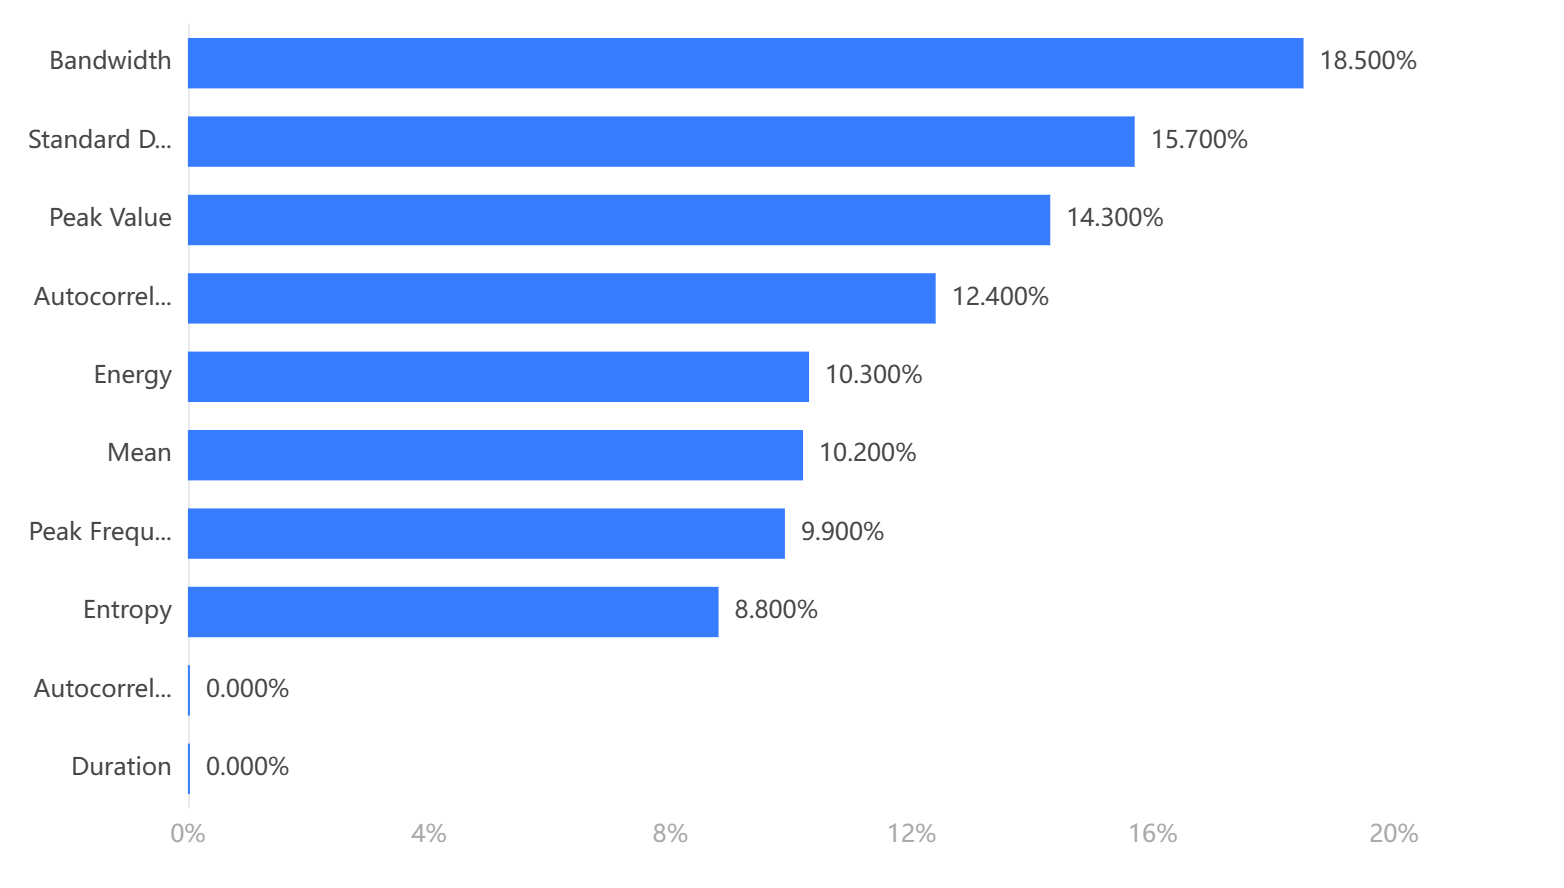 Bandwidth 18.500%
Standard D... 15.700%
Peak Value 14.300%
Autocorrel... 12.400%
Energy 10.300%
Mean 10.200%
Peak Frequ... 9.900%
Entropy 8.800%
Autocorrel... 0.000%
Duration 0.000%
0% 4% 8% 12% 16% 20%